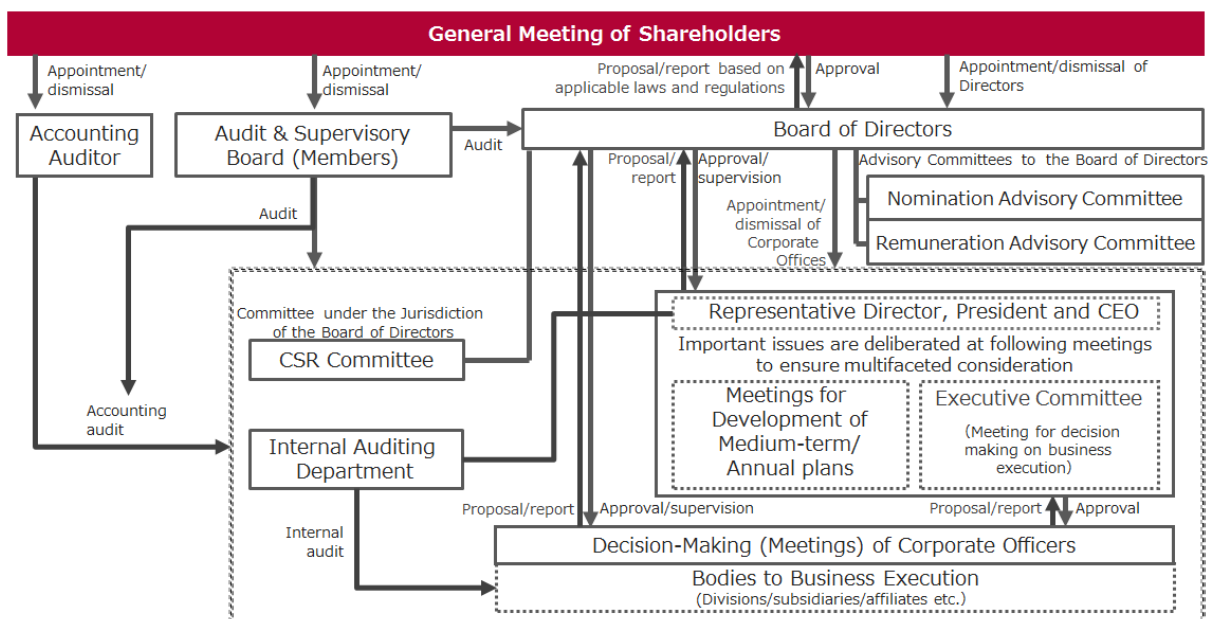 General Meeting of Shareholders
Appointment/
dismissal
Appointment/
dismissal
Proposal/report based on
applicable laws and regulations
Approval
Appointment/dismissal of
Directors
Accounting
Auditor
Audit & Supervisory
Board (Members)
Audit
Board of Directors
Proposal/
report
Approval/
supervision
Advisory Committees to the Board of Directors
Nomination Advisory Committee
Remuneration Advisory Committee
Appointment/
dismissal of
Corporate
Offices
Audit
Committee under the Jurisdiction
of the Board of Directors
CSR Committee
Representative Director, President and CEO
Important issues are deliberated at following meetings
to ensure multifaceted consideration
Meetings for
Development of
Medium-term/
Annual plans
Executive Committee
(Meeting for decision
making on business
execution)
Accounting
audit
Internal Auditing
Department
Internal
audit
Proposal/report
Approval/supervision
Proposal/report
Approval
Decision-Making (Meetings) of Corporate Officers
Bodies to Business Execution
(Divisions/subsidiaries/affiliates etc.)